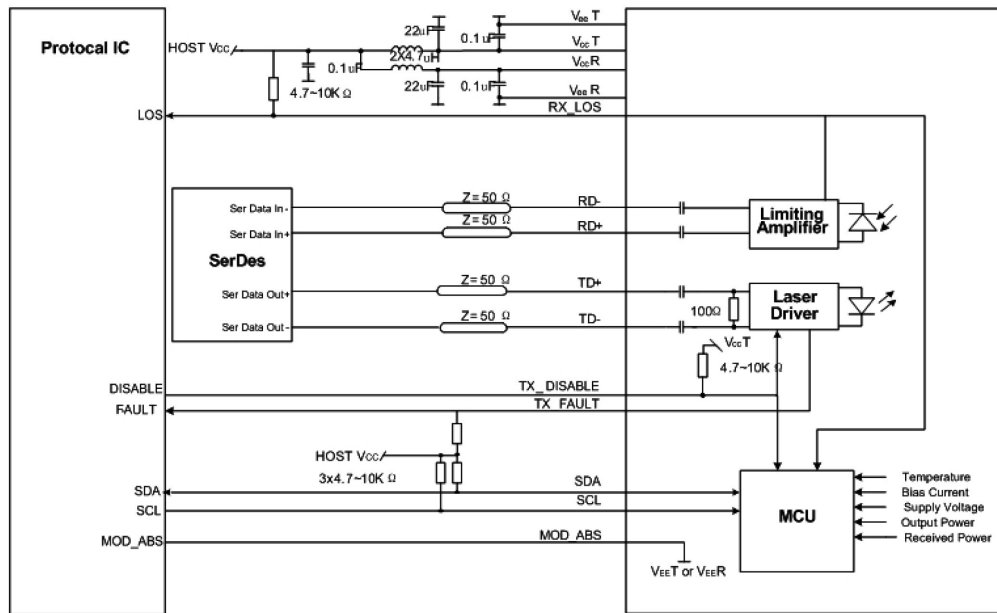 Protocal IC
HOST Vcc
22uF
0.1uF
Vee T
Vcc T
0.1uF
2X4.7uH
Vcc R
22uF
0.1uF
Vee R
4.7~10K Ω
LOS
RX_LOS
SerDes
Ser Data In-
Z= 50 Ω
RD-
Ser Data In+
Z= 50 Ω
RD+
Limiting
Amplifier
Ser Data Out+
Z= 50 Ω
TD+
Ser Data Out-
Z= 50 Ω
TD-
100Ω
Laser
Driver
VccT
4.7~10K Ω
DISABLE
TX_DISABLE
FAULT
TX_FAULT
HOST Vcc
3x4.7~10K Ω
SDA
SDA
SCL
SCL
MOD_ABS
MOD_ABS
VEET or VEER
MCU
Temperature
Bias Current
Supply Voltage
Output Power
Received Power